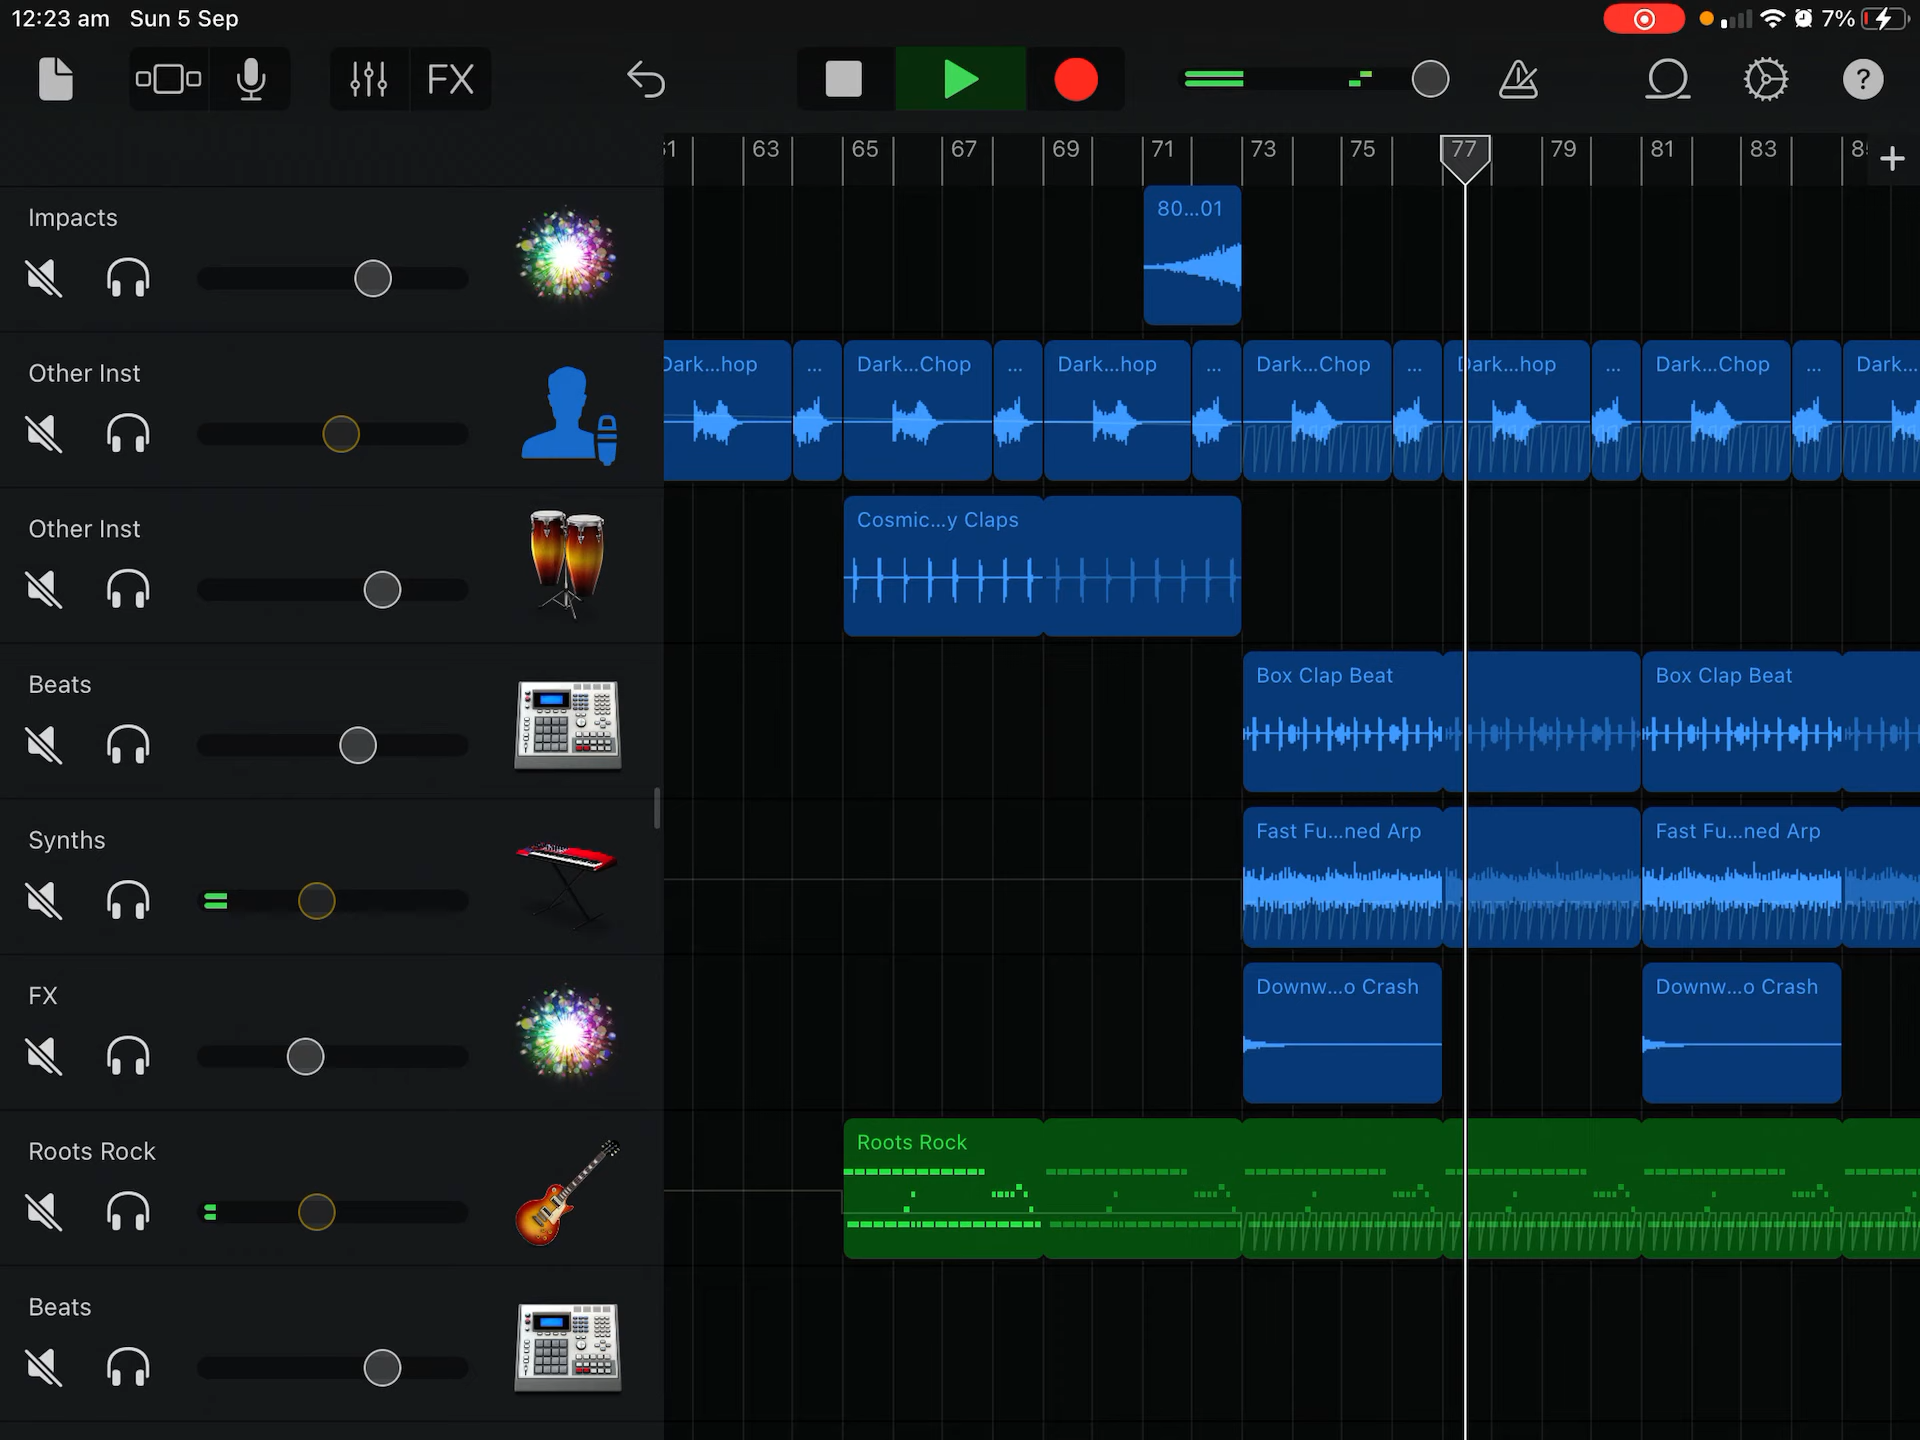 12:23 am Sun 5 Sep 7%
FX ?
61 63 65 67 69 71 73 75 77 79 81 83 +
Impacts
80...01
Other Inst
Dark...hop ... Dark...Chop ... Dark...hop ... Dark...Chop ... Dark...hop ... Dark...Chop ... Dark...
Other Inst
Cosmic...y Claps
Beats
Box Clap Beat Box Clap Beat
Synths
Fast Fu...ned Arp Fast Fu...ned Arp
FX
Downw...o Crash Downw...o Crash
Roots Rock
Roots Rock
Beats